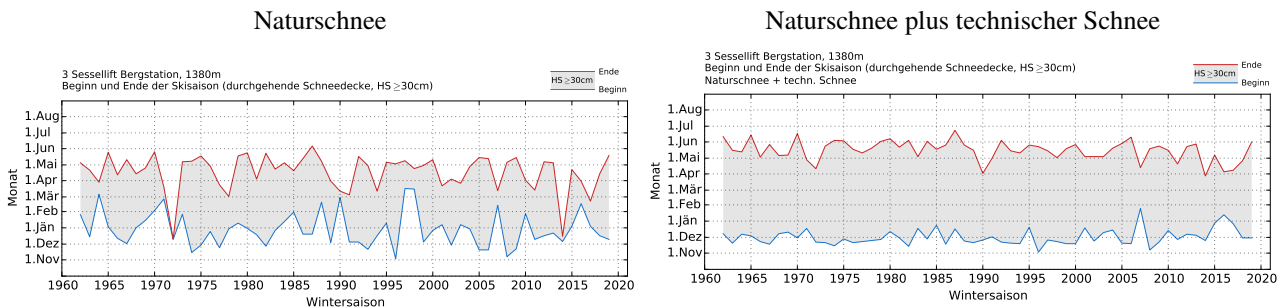 Naturschnee
3 Sessellift Bergstation, 1380m
Beginn und Ende der Skisaison (durchgehende Schneedecke, HS ≥30cm)
HS ≥30cm
Ende
Beginn
Monat
1.Aug
1.Jul
1.Jun
1.Mai
1.Apr
1.Mär
1.Feb
1.Jän
1.Dez
1.Nov
1960 1965 1970 1975 1980 1985 1990 1995 2000 2005 2010 2015 2020
Wintersaison
Naturschnee plus technischer Schnee
3 Sessellift Bergstation, 1380m
Beginn und Ende der Skisaison (durchgehende Schneedecke, HS ≥30cm)
Naturschnee + techn. Schnee
HS ≥30cm
Ende
Beginn
Monat
1.Aug
1.Jul
1.Jun
1.Mai
1.Apr
1.Mär
1.Feb
1.Jän
1.Dez
1.Nov
1960 1965 1970 1975 1980 1985 1990 1995 2000 2005 2010 2015 2020
Wintersaison